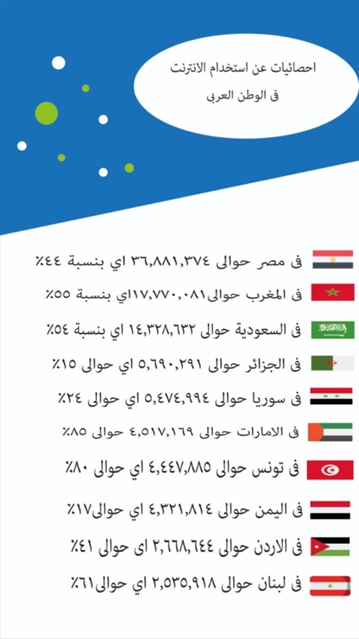 احصائيات عن استخدام الانترنت
فى الوطن العربى
فى مصر حوالى ٣٦,٨٨١,٣٧٤ اي بنسبة ٤٤٪
فى المغرب حوالى١٧,٧٧٠,٠٨١اي بنسبة ٥٥٪
فى السعودية حوالى ١٤,٣٢٨,٦٣٢ اي بنسبة ٥٤٪
فى الجزائر حوالى ٥,٦٩٠,٢٩١ اي حوالى ١٥٪
فى سوريا حوالى ٥,٤٧٤,٩٩٤ اي حوالى ٢٤٪
فى الامارات حوالى ٤,٥١٧,١٦٩ اي حوالى ٨٥٪
فى تونس حوالى ٤,٤٤٧,٨٨٥ اي حوالى ٨٠٪
فى اليمن حوالى ٤,٣٢١,٨١٤ اي حوالى١٧٪
فى الاردن حوالى ٢,٦٦٨,٦٤٤ اى حوالى ٤١٪
فى لبنان حوالى ٢,٥٣٥,٩١٨ اي حوالى٦١٪